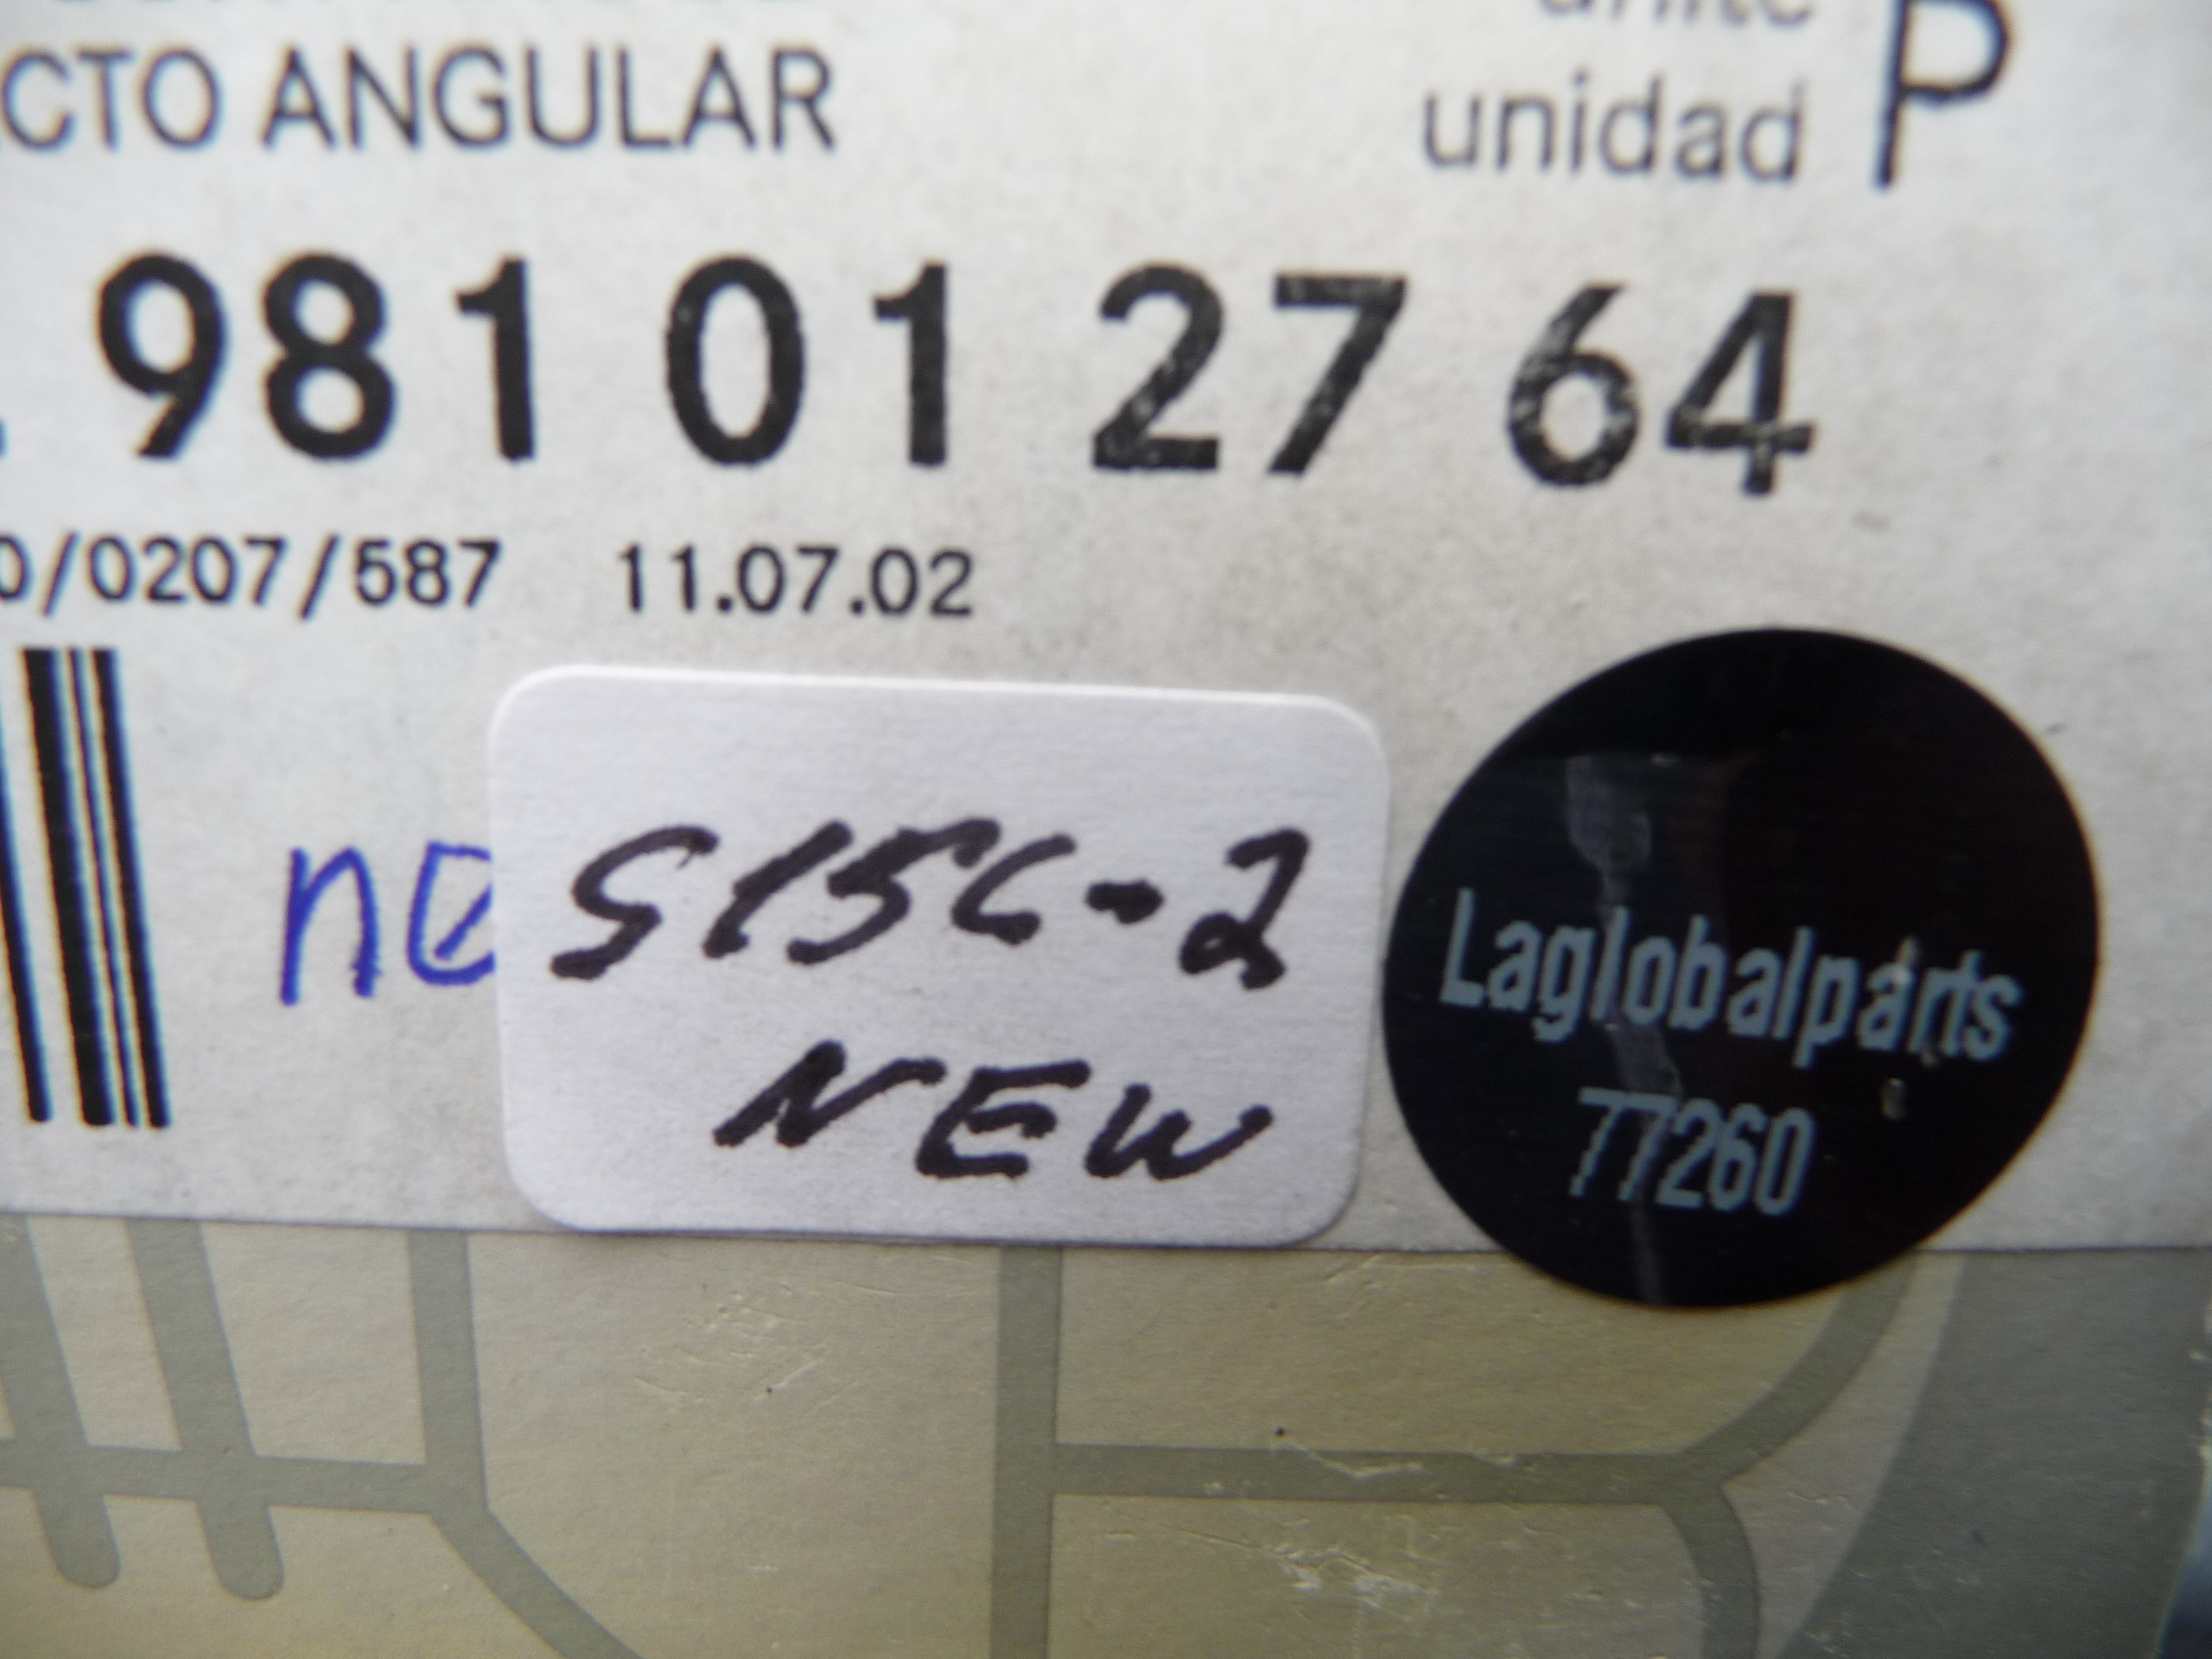 unidad P
CTO ANGULAR
981 01 27 64
0/0207/587 11.07.02
S15C-2
NEW
Laglobalparts
77260